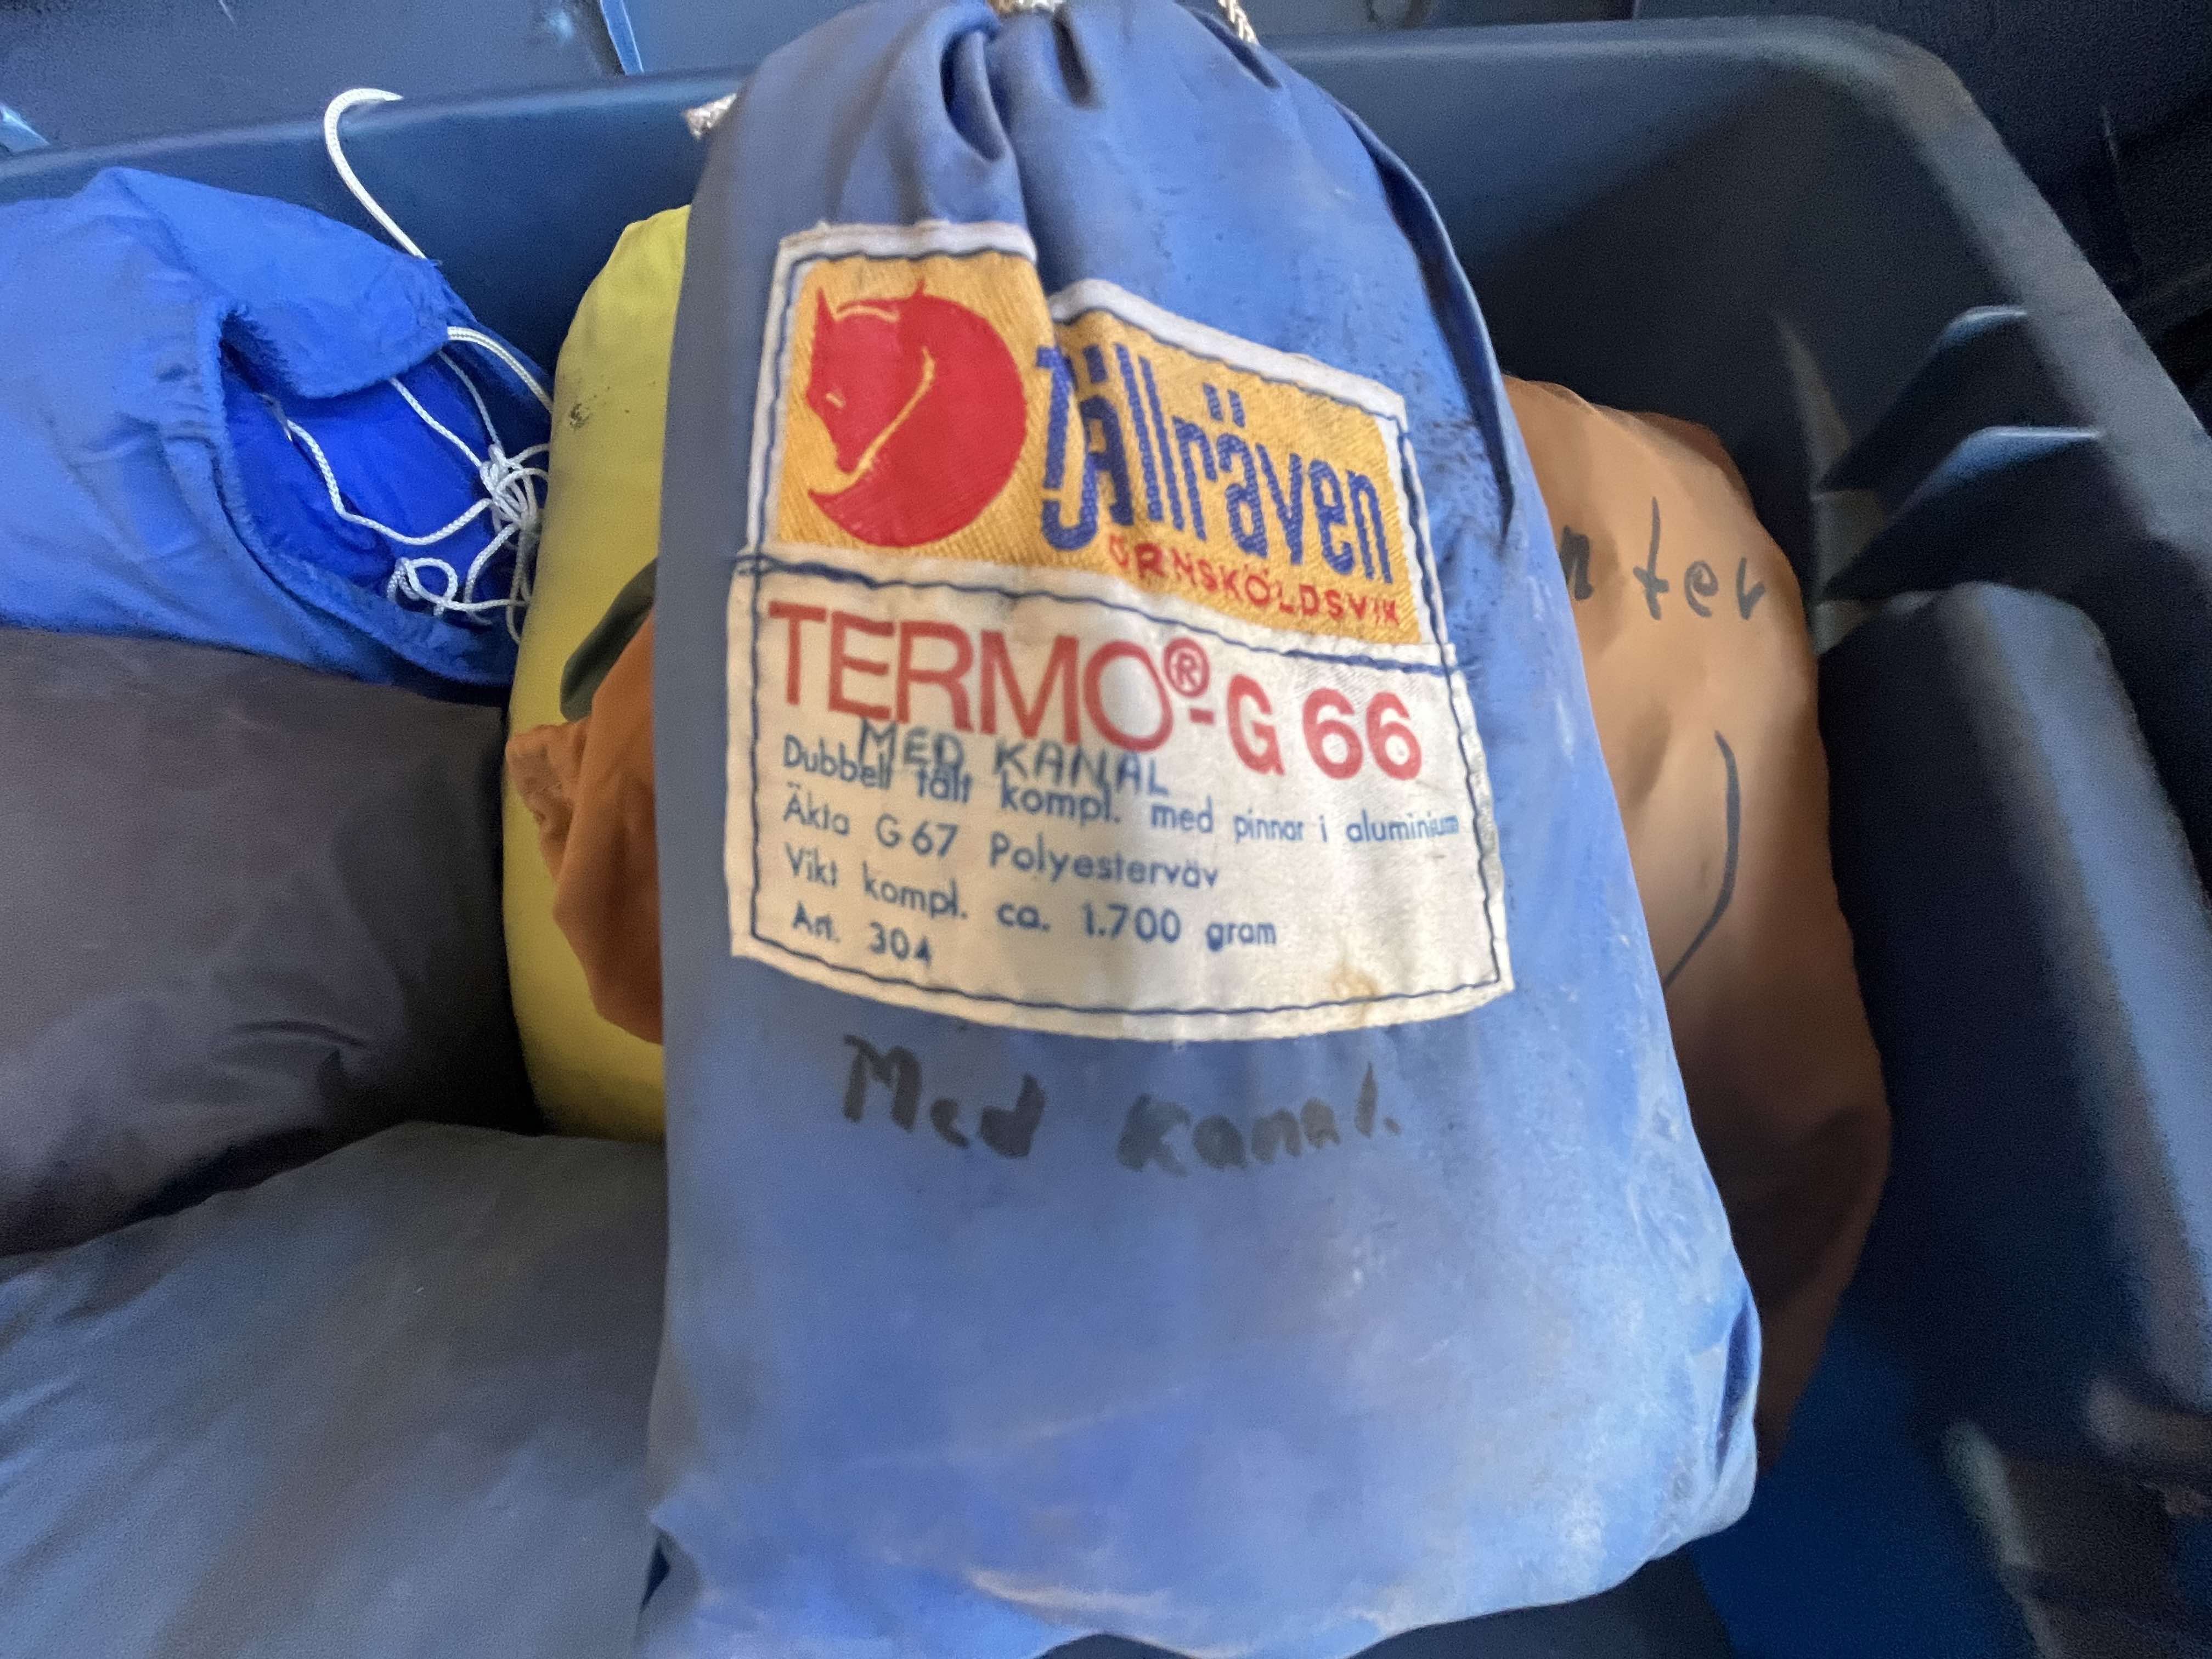 Fjällräven
ÖRNSKÖLDSVIK
TERMO®-G 66
MED KANAL
Dubbelt tält kompl. med pinnar i aluminium
Äkta G67 Polyesterväv
Vikt kompl. ca. 1.700 gram
Art. 304
Med Kanal.